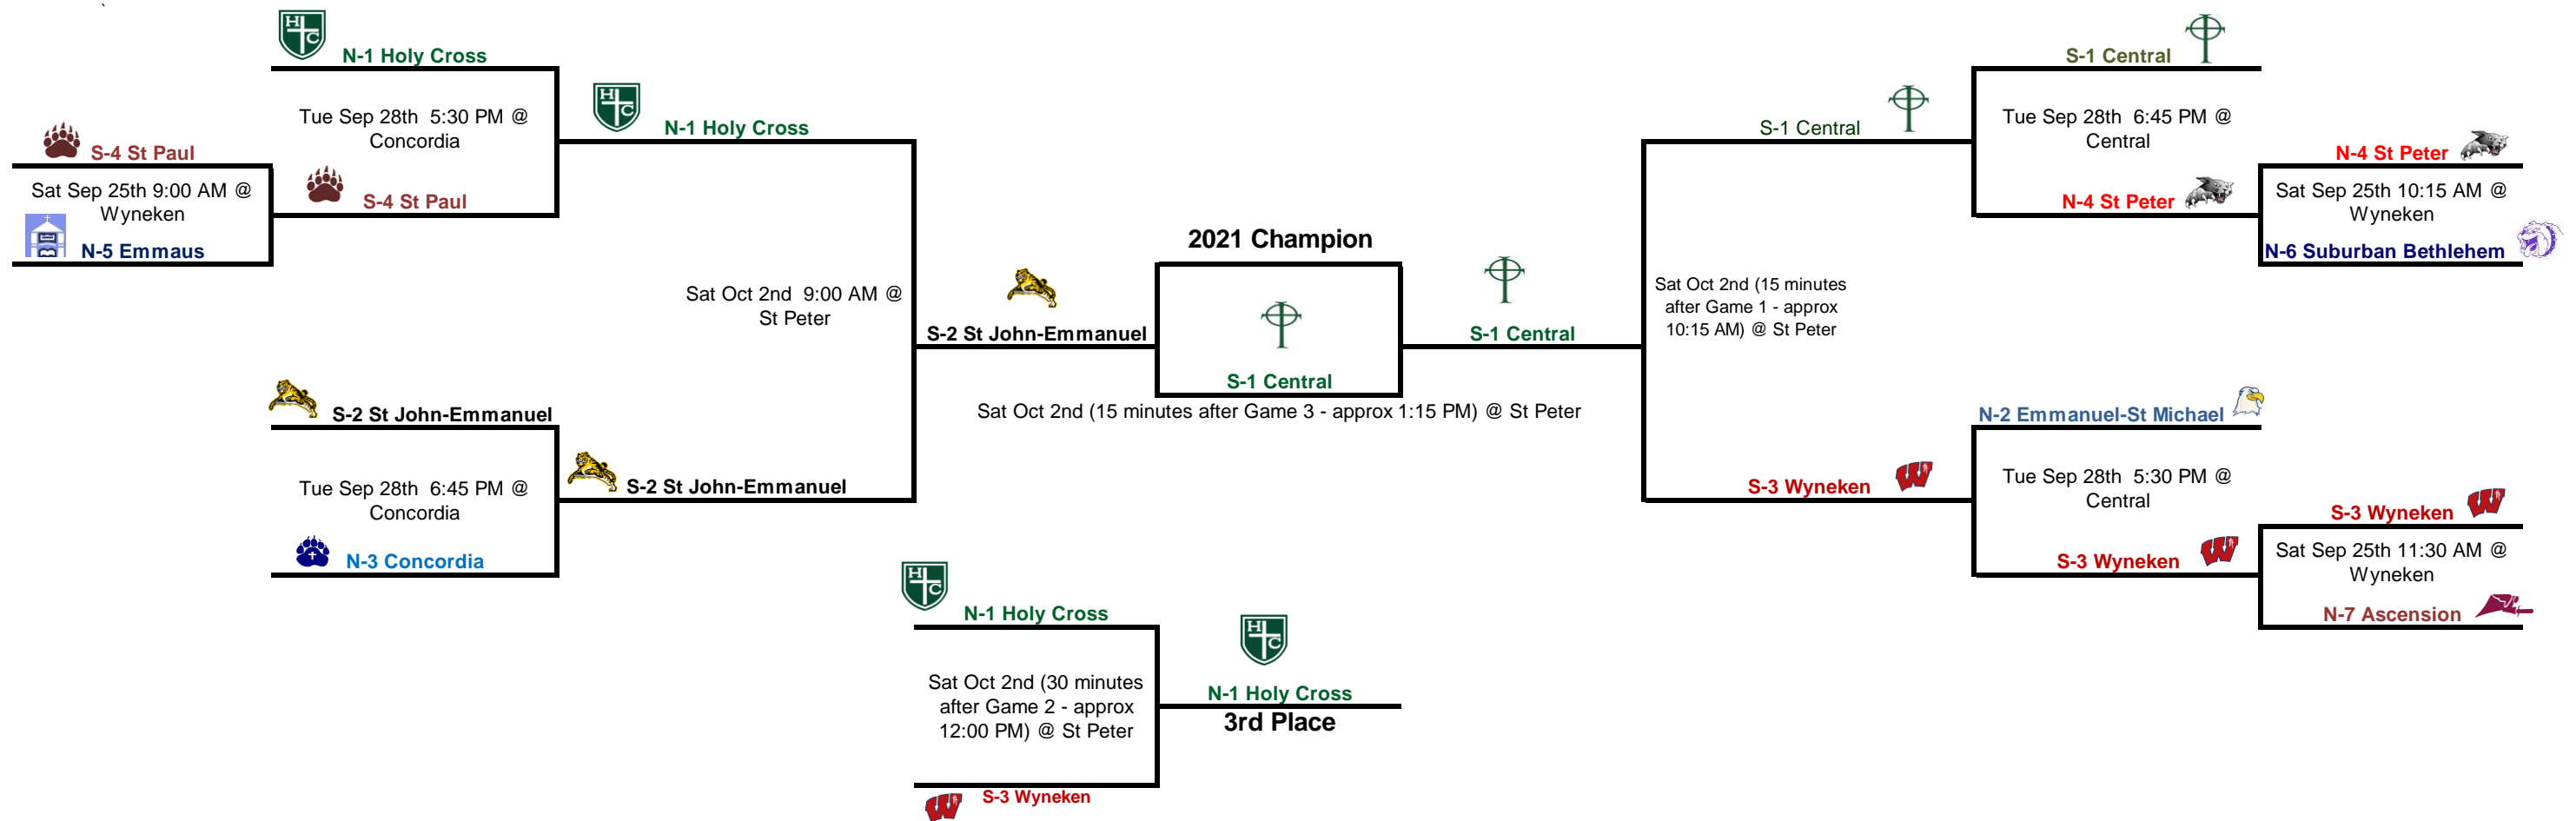 N-1 Holy Cross
Tue Sep 28th 5:30 PM @
Concordia
S-4 St Paul
Sat Sep 25th 9:00 AM @
Wyneken
N-5 Emmaus
S-4 St Paul
N-1 Holy Cross
Sat Oct 2nd 9:00 AM @
St Peter
S-2 St John-Emmanuel
Tue Sep 28th 6:45 PM @
Concordia
N-3 Concordia
S-2 St John-Emmanuel
S-2 St John-Emmanuel
2021 Champion
S-1 Central
Sat Oct 2nd (15 minutes after Game 3 - approx 1:15 PM) @ St Peter
S-1 Central
N-1 Holy Cross
Sat Oct 2nd (30 minutes
after Game 2 - approx
12:00 PM) @ St Peter
S-3 Wyneken
N-1 Holy Cross
3rd Place
S-1 Central
Sat Oct 2nd (15 minutes
after Game 1 - approx
10:15 AM) @ St Peter
S-3 Wyneken
S-1 Central
Tue Sep 28th 6:45 PM @
Central
N-4 St Peter
N-4 St Peter
Sat Sep 25th 10:15 AM @
Wyneken
N-6 Suburban Bethlehem
N-2 Emmanuel-St Michael
Tue Sep 28th 5:30 PM @
Central
S-3 Wyneken
S-3 Wyneken
Sat Sep 25th 11:30 AM @
Wyneken
N-7 Ascension